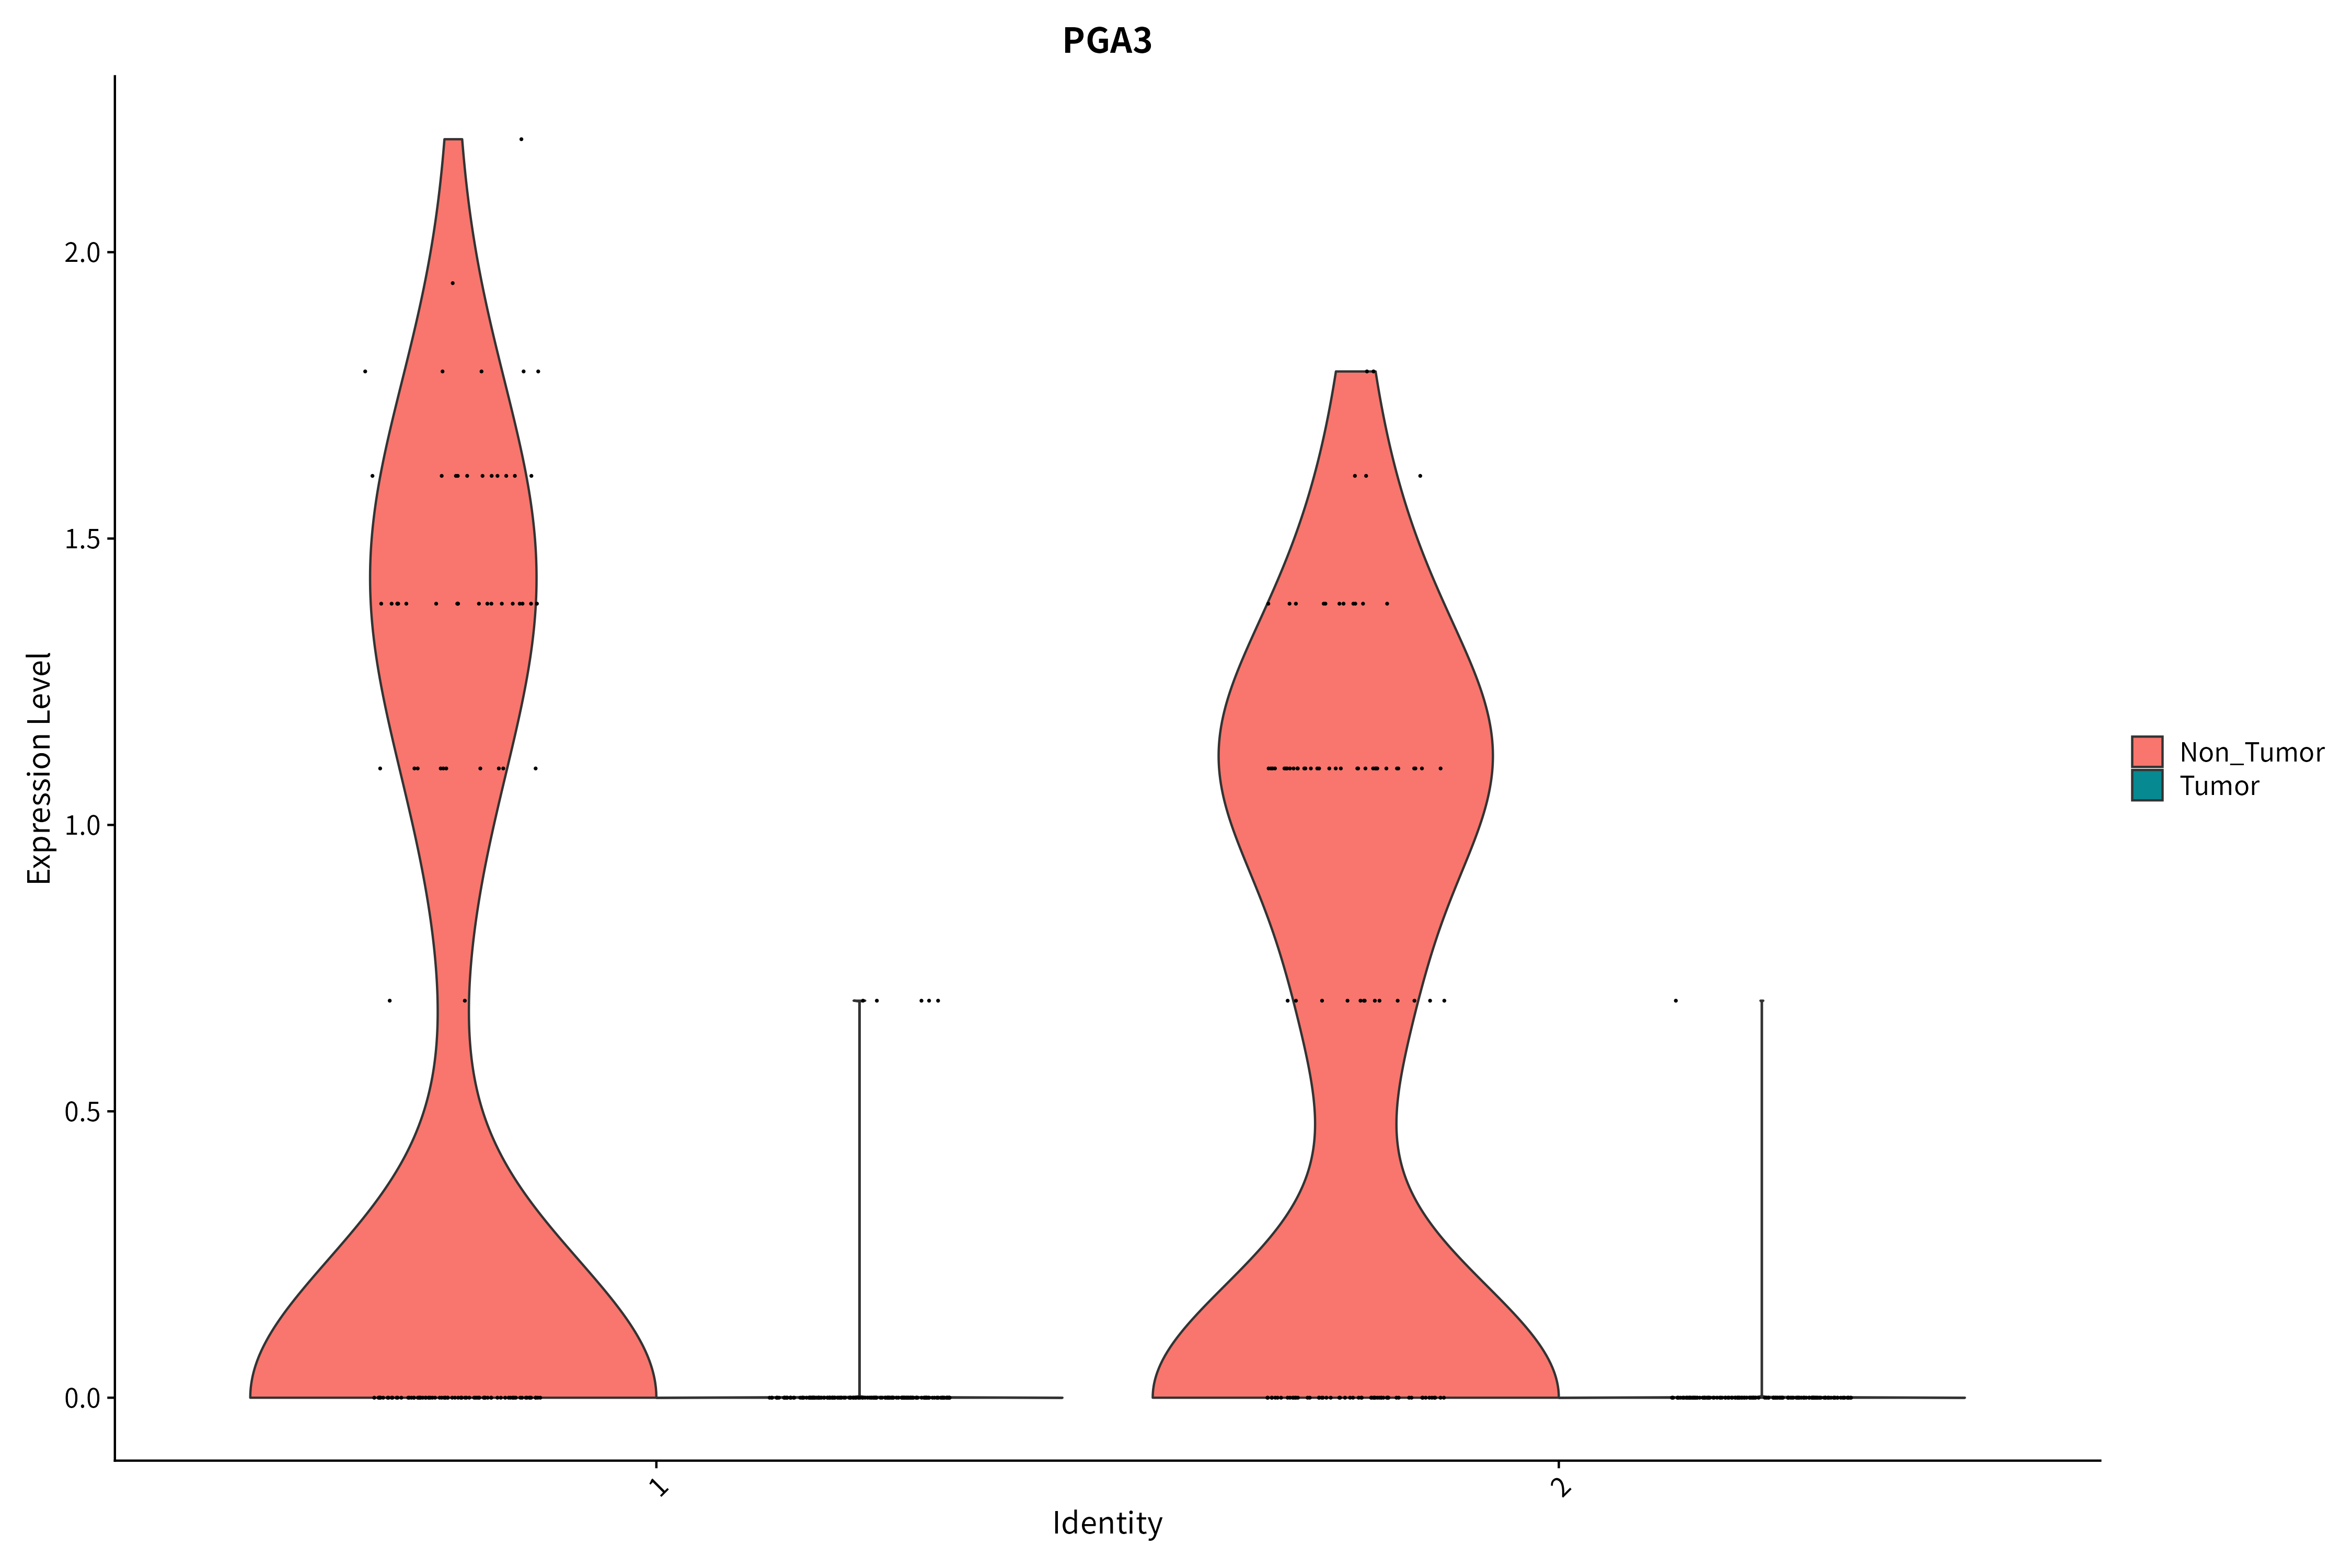 PGA3
Expression Level
2.0
1.5
1.0
0.5
0.0
1
2
Identity
Non_Tumor
Tumor